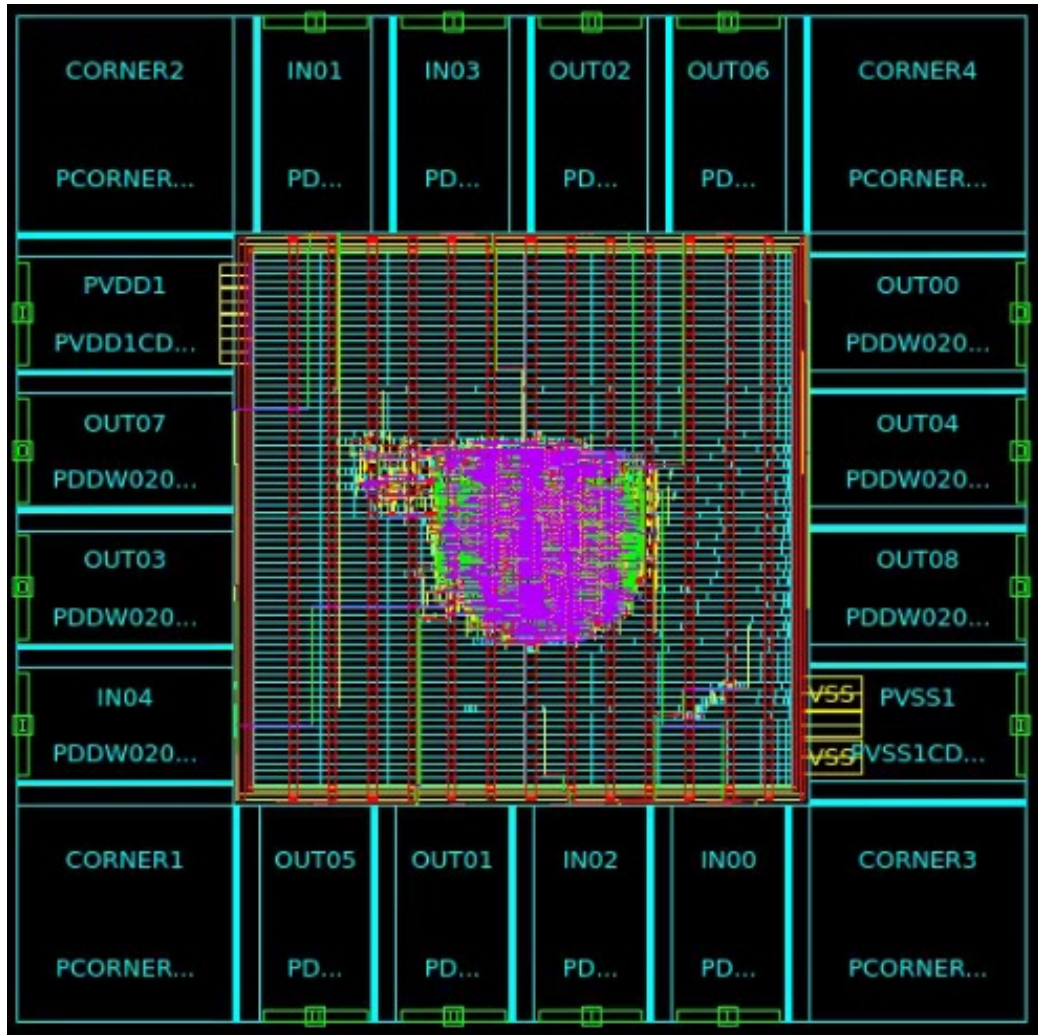 CORNER2
IN01
IN03
OUT02
OUT06
CORNER4
PCORNER...
PD...
PD...
PD...
PD...
PCORNER...
PVDD1
PVDD1CD...
OUT00
PDDW020...
OUT07
PDDW020...
OUT04
PDDW020...
OUT03
PDDW020...
OUT08
PDDW020...
IN04
PDDW020...
VSS
PVSS1
VSS
PVSS1CD...
CORNER1
OUT05
OUT01
IN02
IN00
CORNER3
PCORNER...
PD...
PD...
PD...
PD...
PCORNER...